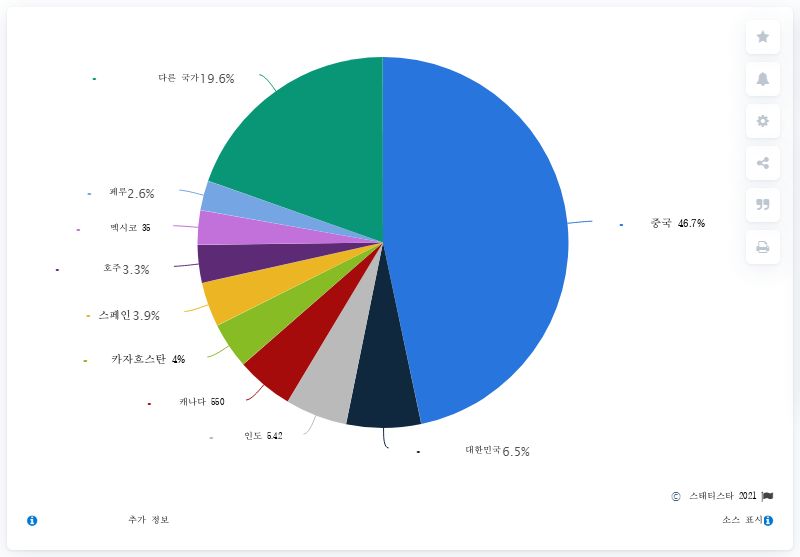 다른 국가19.6%
페루2.6%
멕시코 35
중국 46.7%
호주3.3%
스페인3.9%
카자흐스탄 4%
캐나다 550
인도 5.42
대한민국6.5%
© 스태티스타 2021
추가 정보
소스 표시